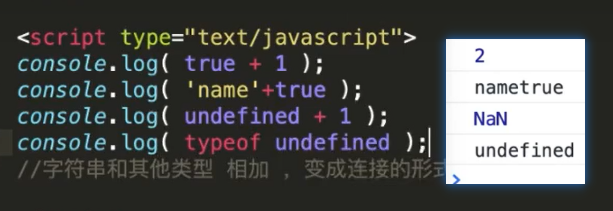 <script type="text/javascript">
console.log( true + 1 );
console.log( 'name'+true );
console.log( undefined + 1 );
console.log( typeof undefined );
//字符串和其他类型 相加 ，变成连接的形式
2
nametrue
NaN
undefined
>